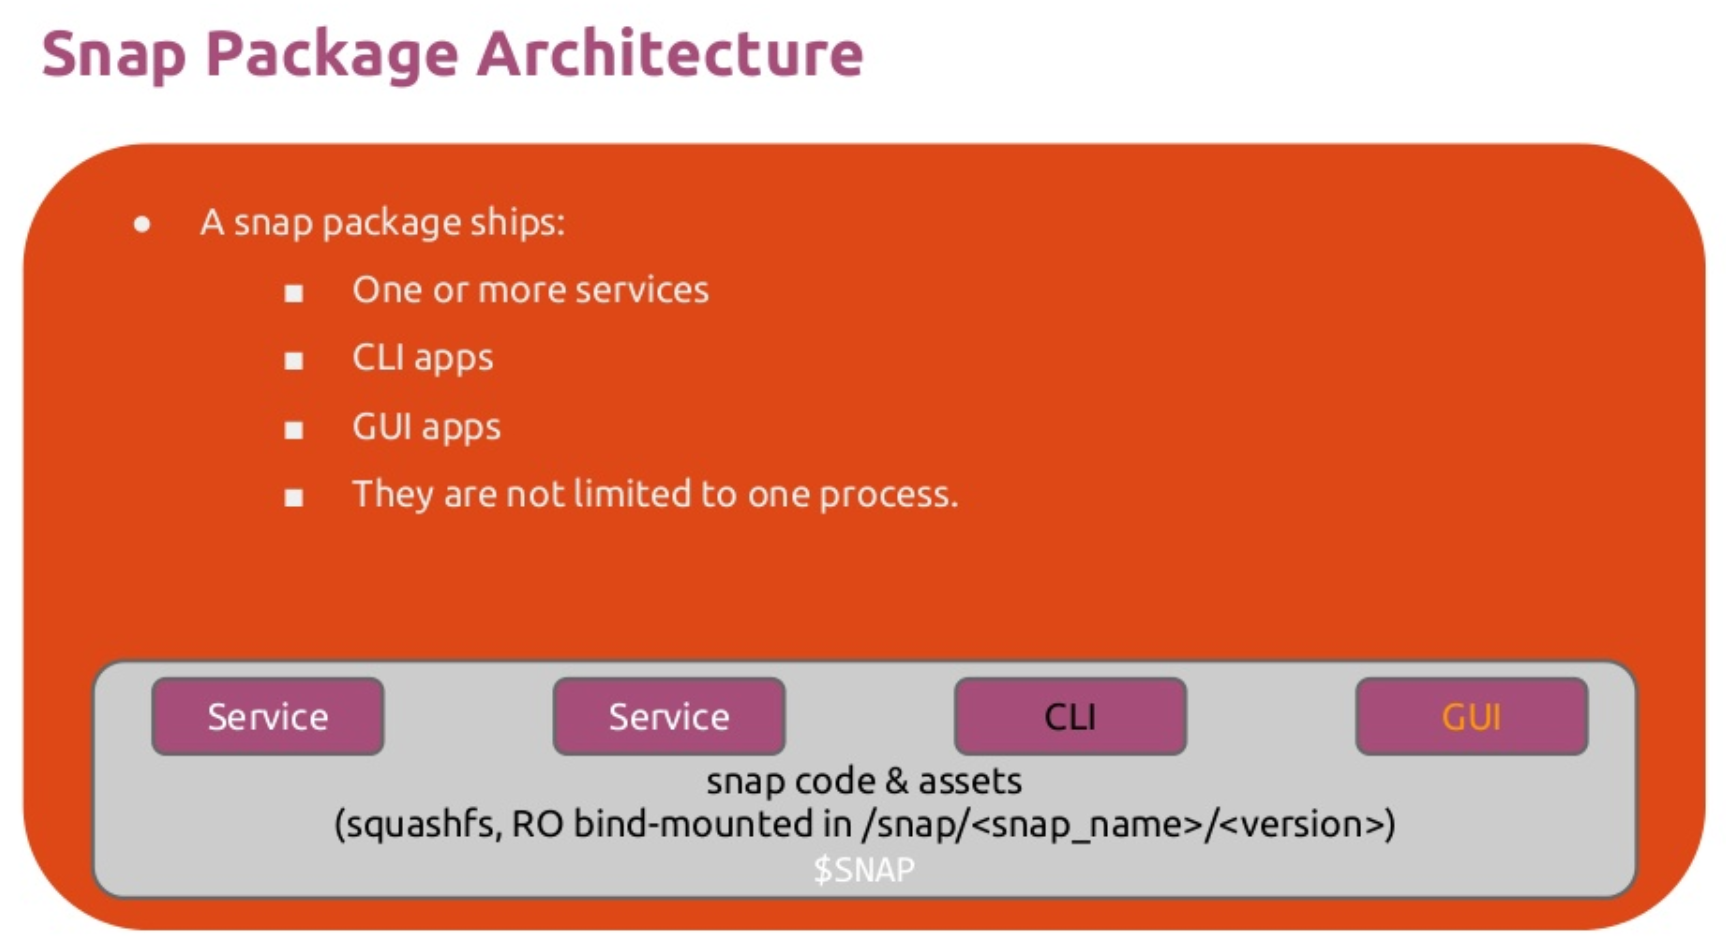 Snap Package Architecture
● A snap package ships:
■ One or more services
■ CLI apps
■ GUI apps
■ They are not limited to one process.
Service Service CLI GUI
snap code & assets
(squashfs, RO bind-mounted in /snap/<snap_name>/<version>)
$SNAP